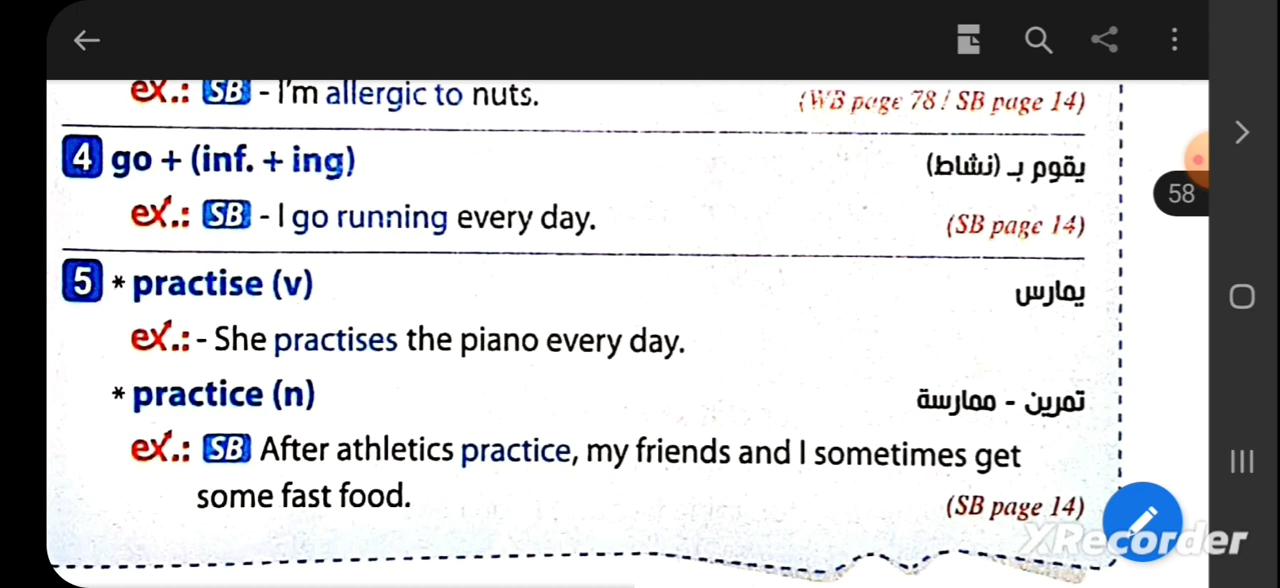 ex.: SB - I'm allergic to nuts. (WB page 78 / SB page 14)
4 go + (inf. + ing) يقوم بـ (نشاط)
58
ex.: SB - I go running every day. (SB page 14)
5 * practise (v) يمارس
ex.: - She practises the piano every day.
* practice (n) تمرين - ممارسة
ex.: SB After athletics practice, my friends and I sometimes get
some fast food. (SB page 14)
XRecorder